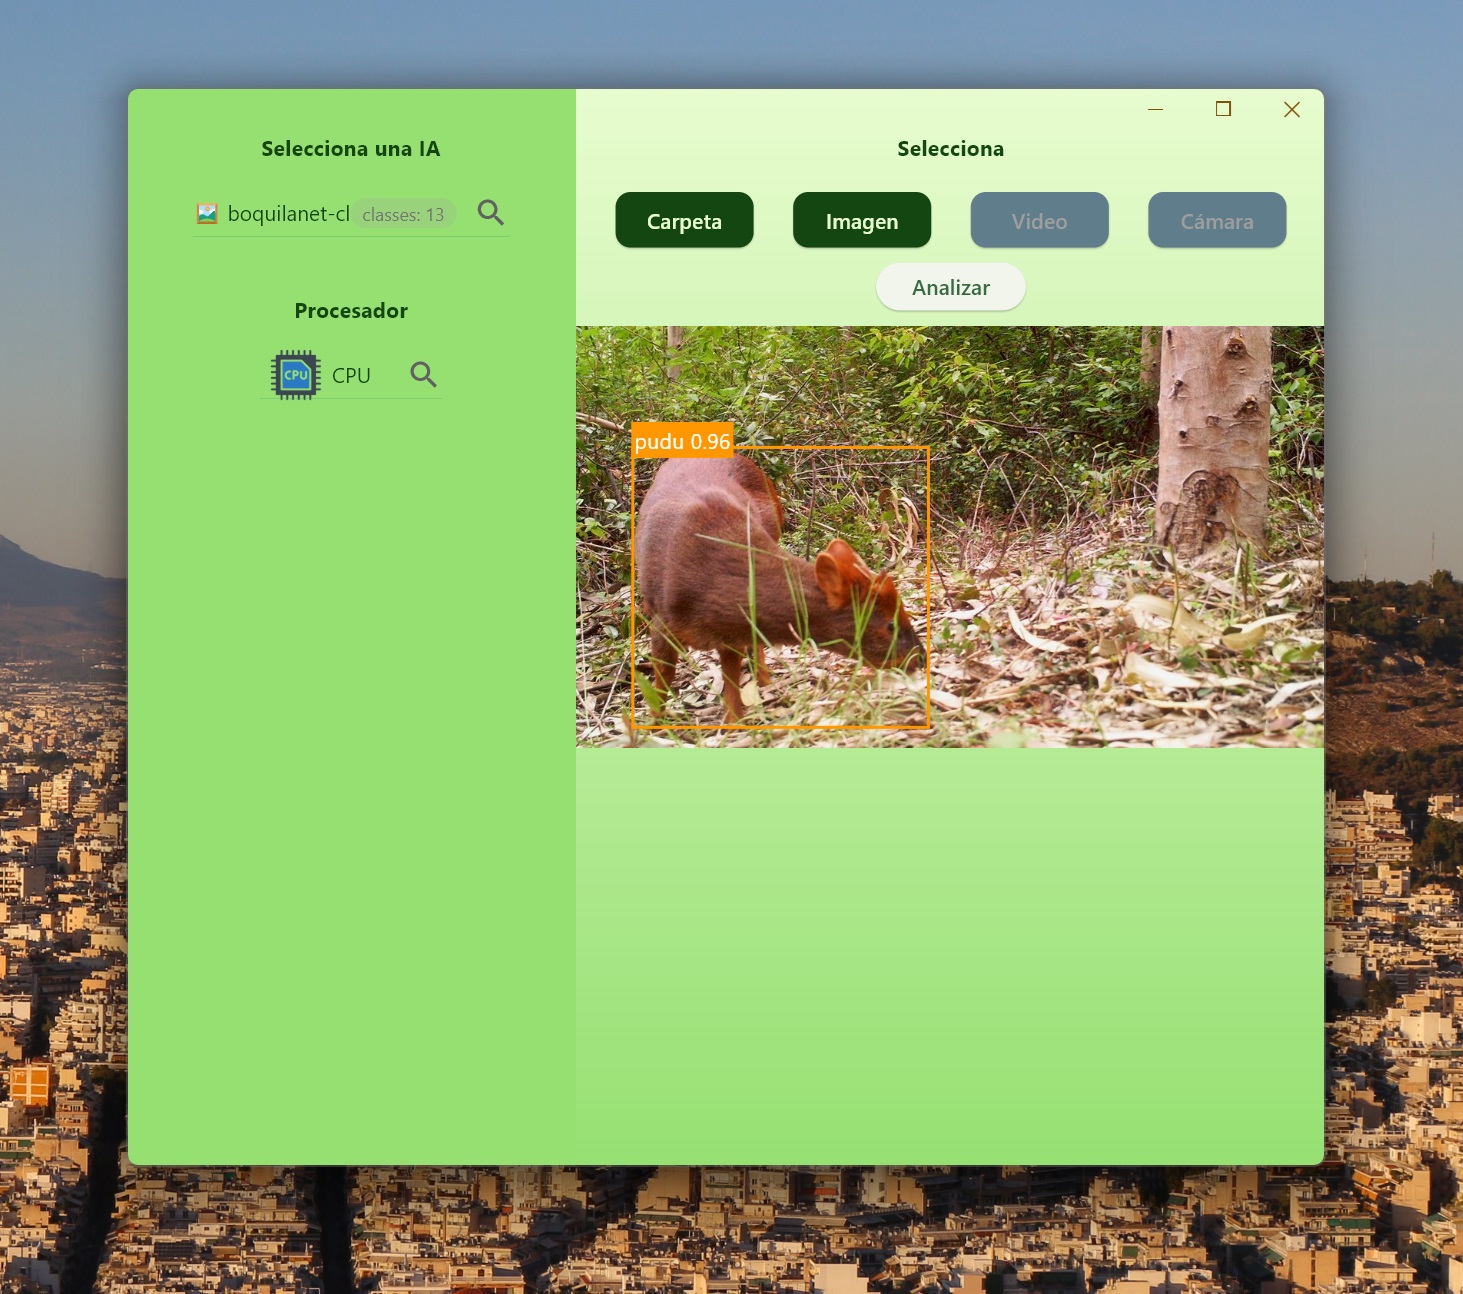 Selecciona una IA
boquilanet-cl classes: 13
Procesador
CPU CPU
Selecciona
Carpeta Imagen Video Cámara
Analizar
pudu 0.96